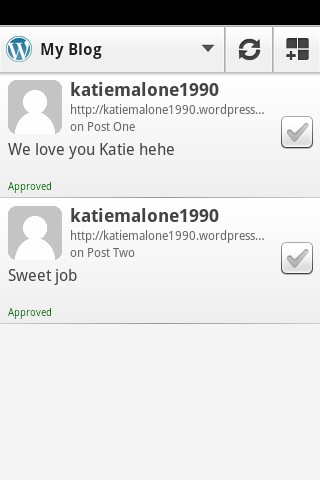 My Blog
katiemalone1990
http://katiemalone1990.wordpress...
on Post One
We love you Katie hehe
Approved
katiemalone1990
http://katiemalone1990.wordpress...
on Post Two
Sweet job
Approved